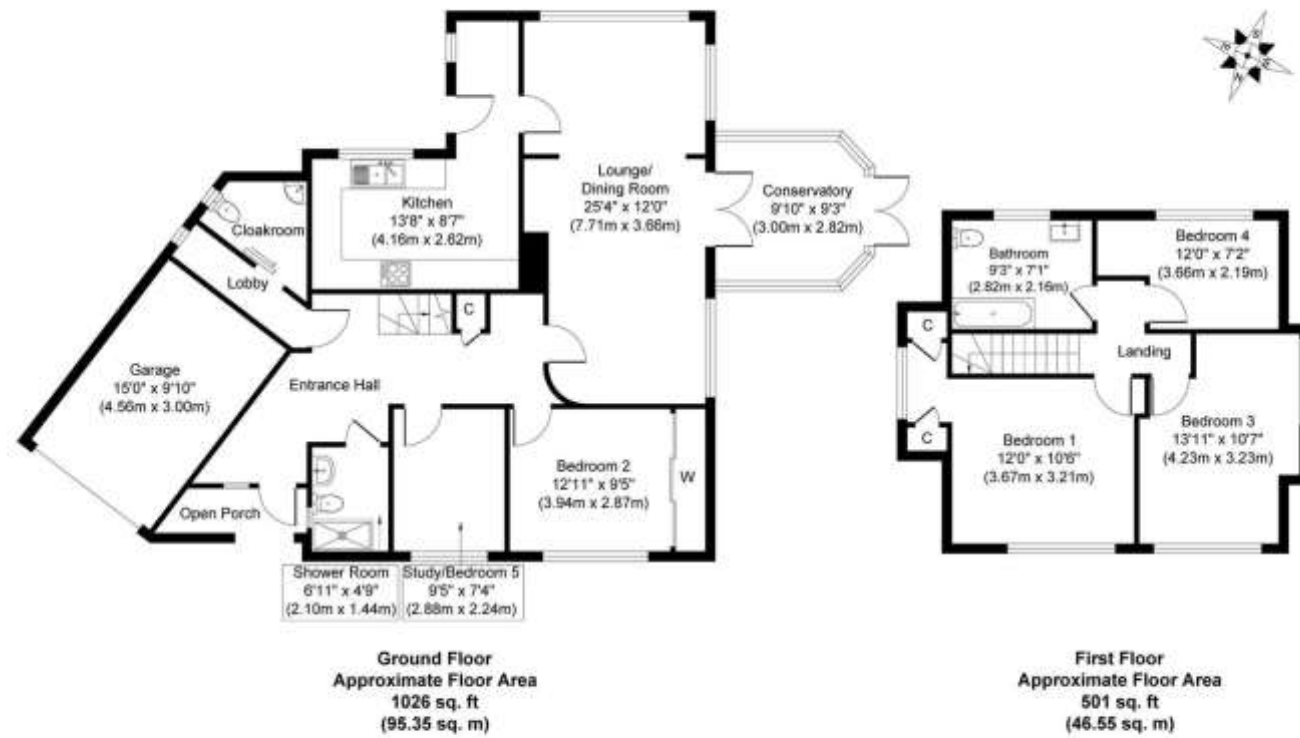 Kitchen
13'8" x 8'7"
(4.16m x 2.62m)
Lounge/
Dining Room
25'4" x 12'0"
(7.71m x 3.66m)
Conservatory
9'10" x 9'3"
(3.00m x 2.82m)
Cloakroom
Lobby
C
Garage
15'0" x 9'10"
(4.56m x 3.00m)
Entrance Hall
Bedroom 2
12'11" x 9'5"
(3.94m x 2.87m)
W
Open Porch
Shower Room
6'11" x 4'9"
(2.10m x 1.44m)
Study/Bedroom 5
9'5" x 7'4"
(2.88m x 2.24m)
Ground Floor
Approximate Floor Area
1026 sq. ft
(95.35 sq. m)
Bathroom
9'3" x 7'1"
(2.82m x 2.16m)
Bedroom 4
12'0" x 7'2"
(3.66m x 2.19m)
C
Landing
C
Bedroom 1
12'0" x 10'6"
(3.67m x 3.21m)
Bedroom 3
13'11" x 10'7"
(4.23m x 3.23m)
First Floor
Approximate Floor Area
501 sq. ft
(46.55 sq. m)